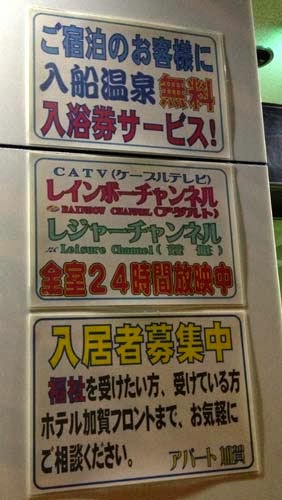 ご宿泊のお客様に
入船温泉無料
入浴券サービス!
CATV(ケーブルテレビ)
レインボーチャンネル
RAINBOW CHANNEL(アダルト)
レジャーチャンネル
Leisure Channel(
全室24時間放映中
入居者募集中
福祉を受けたい方、受けている方
ホテル加賀フロントまで、お気軽に
ご相談ください。 アパート加賀